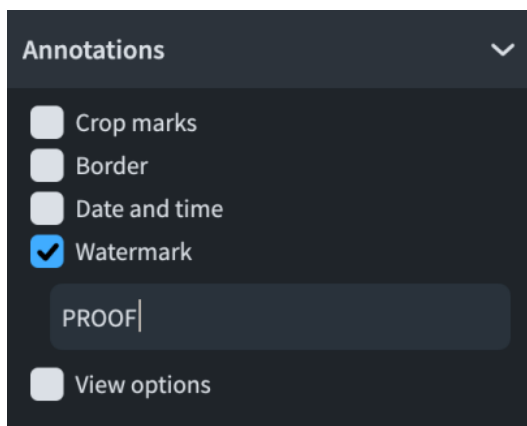 Annotations
Crop marks
Border
Date and time
Watermark
PROOF
View options